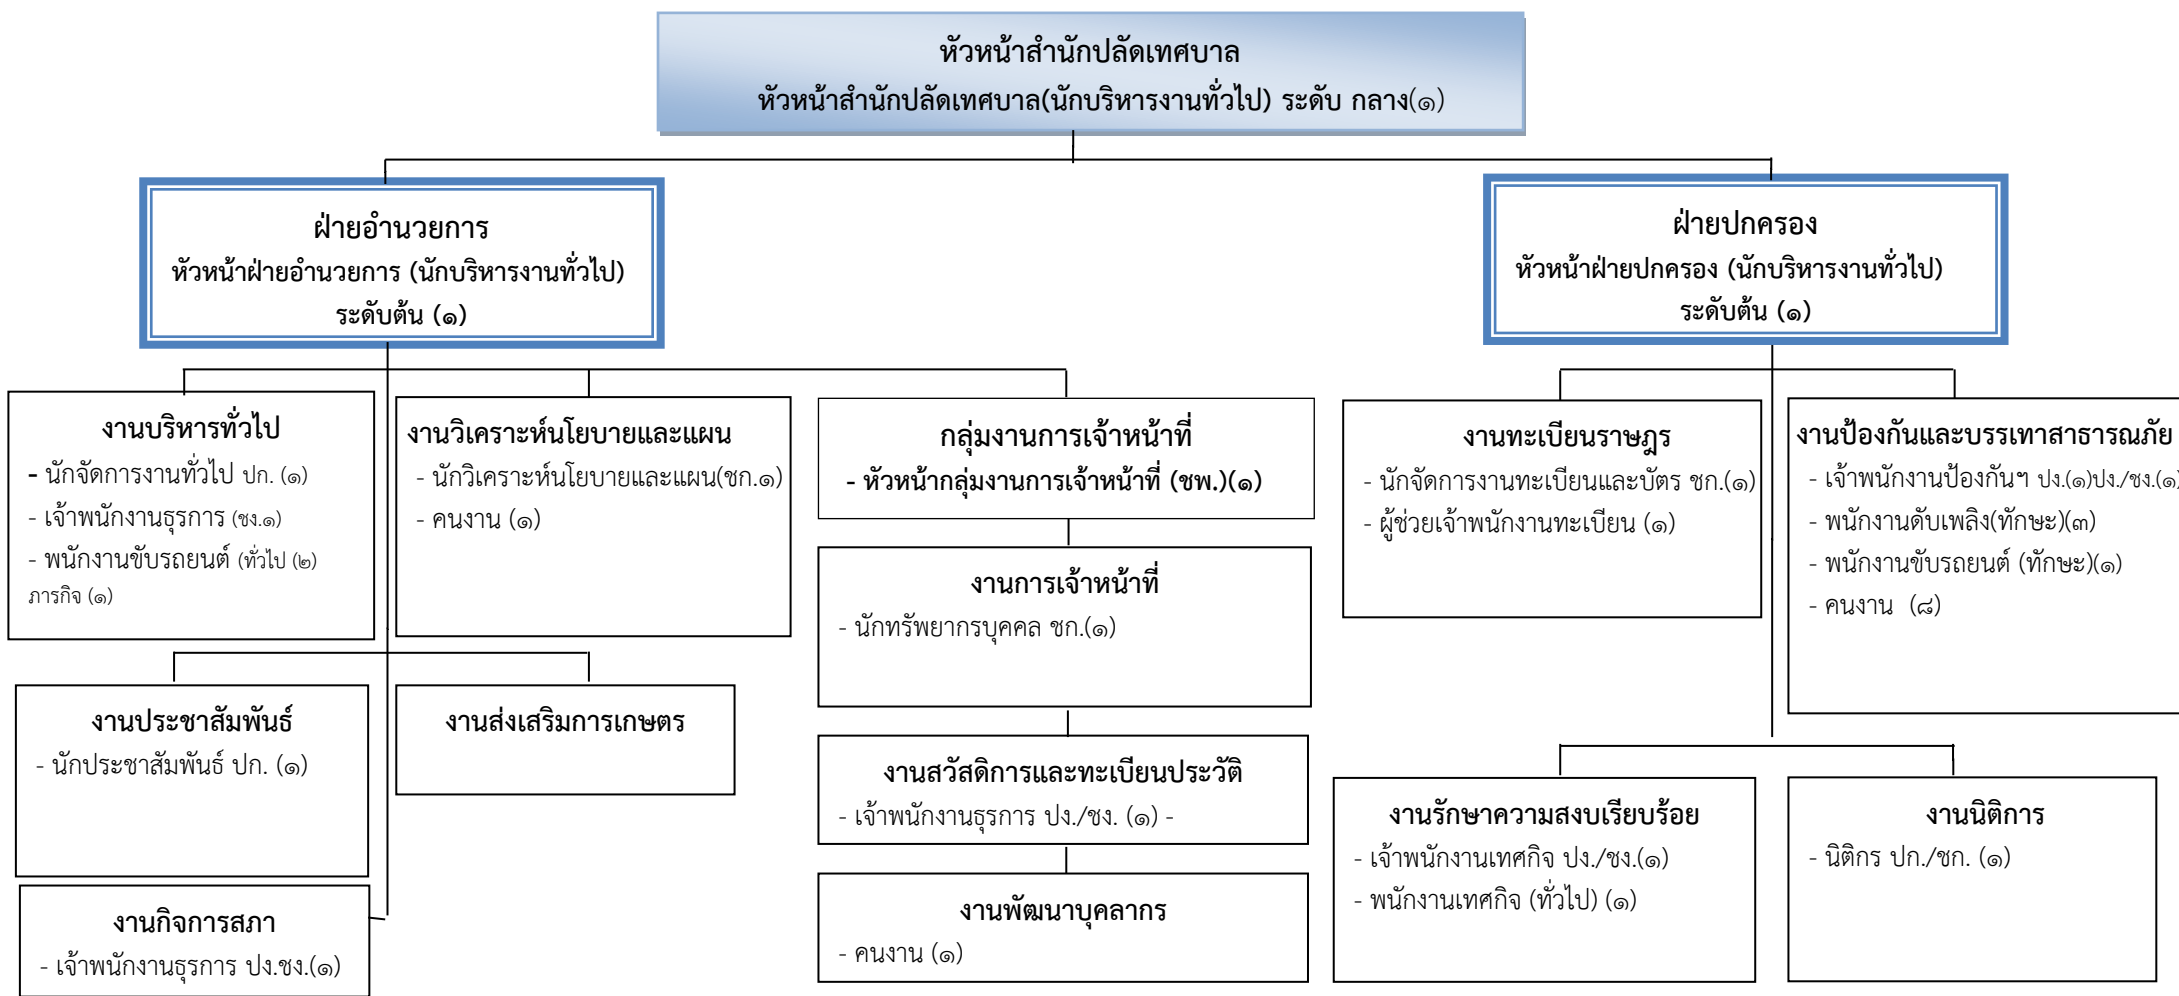 หัวหน้าสำนักปลัดเทศบาล
หัวหน้าสำนักปลัดเทศบาล(นักบริหารงานทั่วไป) ระดับ กลาง(๑)
ฝ่ายอำนวยการ
หัวหน้าฝ่ายอำนวยการ (นักบริหารงานทั่วไป)
ระดับต้น (๑)
ฝ่ายปกครอง
หัวหน้าฝ่ายปกครอง (นักบริหารงานทั่วไป)
ระดับต้น (๑)
งานบริหารทั่วไป
- นักจัดการงานทั่วไป ปก. (๑)
- เจ้าพนักงานธุรการ (ชง.๑)
- พนักงานขับรถยนต์ (ทั่วไป (๒)
ภารกิจ (๑)
งานวิเคราะห์นโยบายและแผน
- นักวิเคราะห์นโยบายและแผน(ชก.๑)
- คนงาน (๑)
กลุ่มงานการเจ้าหน้าที่
- หัวหน้ากลุ่มงานการเจ้าหน้าที่ (ชพ.)(๑)
งานการเจ้าหน้าที่
- นักทรัพยากรบุคคล ชก.(๑)
งานทะเบียนราษฎร
- นักจัดการงานทะเบียนและบัตร ชก.(๑)
- ผู้ช่วยเจ้าพนักงานทะเบียน (๑)
งานป้องกันและบรรเทาสาธารณภัย
- เจ้าพนักงานป้องกันฯ ปง.(๑)ปง./ชง.(๑)
- พนักงานดับเพลิง(ทักษะ)(๓)
- พนักงานขับรถยนต์ (ทักษะ)(๑)
- คนงาน (๘)
งานประชาสัมพันธ์
- นักประชาสัมพันธ์ ปก. (๑)
งานส่งเสริมการเกษตร
งานสวัสดิการและทะเบียนประวัติ
- เจ้าพนักงานธุรการ ปง./ชง. (๑) -
งานรักษาความสงบเรียบร้อย
- เจ้าพนักงานเทศกิจ ปง./ชง.(๑)
- พนักงานเทศกิจ (ทั่วไป) (๑)
งานนิติการ
- นิติกร ปก./ชก. (๑)
งานกิจการสภา
- เจ้าพนักงานธุรการ ปง.ชง.(๑)
งานพัฒนาบุคลากร
- คนงาน (๑)